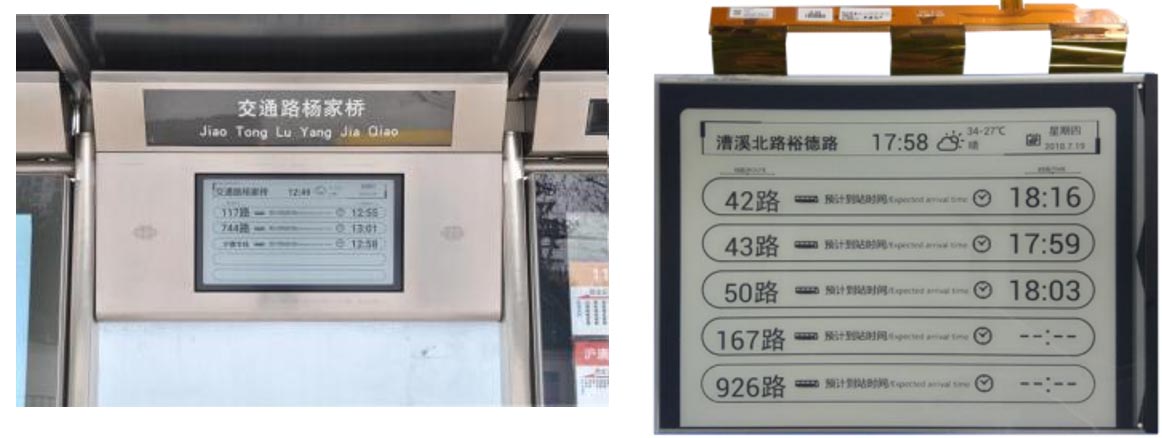 交通路杨家桥
Jiao Tong Lu Yang Jia Qiao
交通路杨家桥 12:49
117路 12:55
744路 13:01
12:58
漕溪北路裕德路 17:58 34-27℃ 晴 星期四 2018.7.19
42路 预计到站时间/Expected arrival time 18:16
43路 预计到站时间/Expected arrival time 17:59
50路 预计到站时间/Expected arrival time 18:03
167路 预计到站时间/Expected arrival time --:--
926路 预计到站时间/Expected arrival time --:--